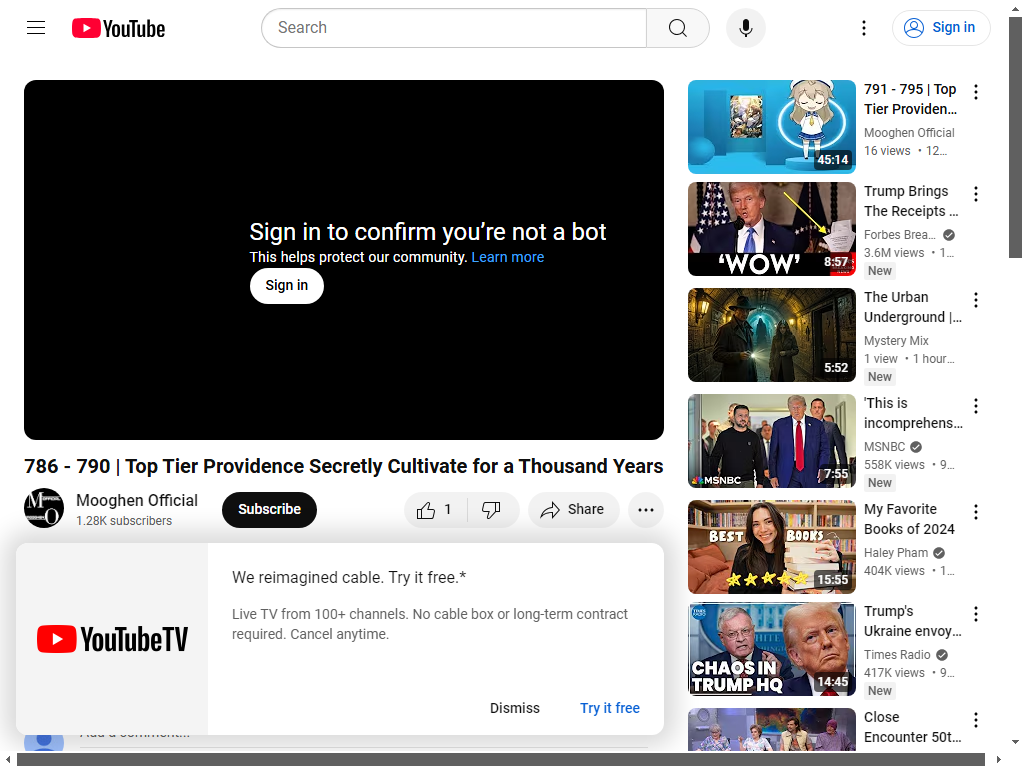 YouTube
Search
Sign in
Sign in to confirm you’re not a bot
This helps protect our community. Learn more
Sign in
786 - 790 | Top Tier Providence Secretly Cultivate for a Thousand Years
Mooghen Official
1.28K subscribers
Subscribe
1
Share
We reimagined cable. Try it free.*
Live TV from 100+ channels. No cable box or long-term contract
required. Cancel anytime.
YouTubeTV
Dismiss
Try it free
Add a comment...
45:14
791 - 795 | Top
Tier Providen...
Mooghen Official
16 views • 12...
'WOW'
8:57
Trump Brings
The Receipts ...
Forbes Brea...
3.6M views • 1...
New
5:52
The Urban
Underground |...
Mystery Mix
1 view • 1 hour...
New
MSNBC
7:55
'This is
incomprehens...
MSNBC
558K views • 9...
New
BEST BOOKS
15:55
My Favorite
Books of 2024
Haley Pham
404K views • 1...
TIMES RADIO
CHAOS IN
TRUMP HQ
14:45
Trump's
Ukraine envoy...
Times Radio
417K views • 9...
New
Close
Encounter 50t...